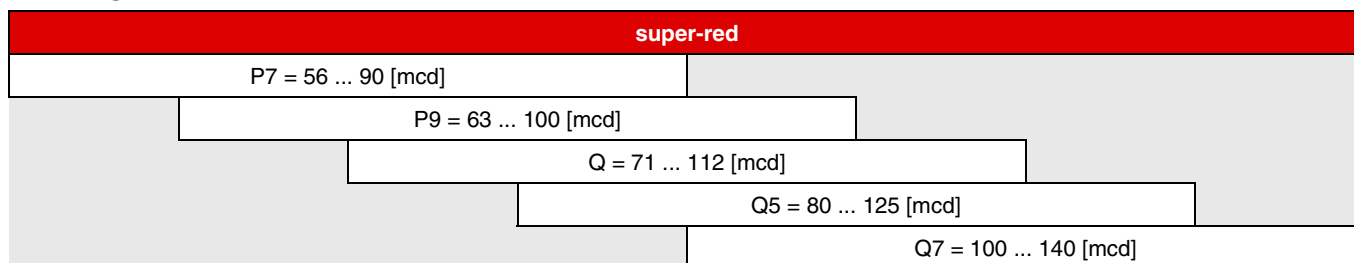 super-red
P7 = 56 ... 90 [mcd]
P9 = 63 ... 100 [mcd]
Q = 71 ... 112 [mcd]
Q5 = 80 ... 125 [mcd]
Q7 = 100 ... 140 [mcd]